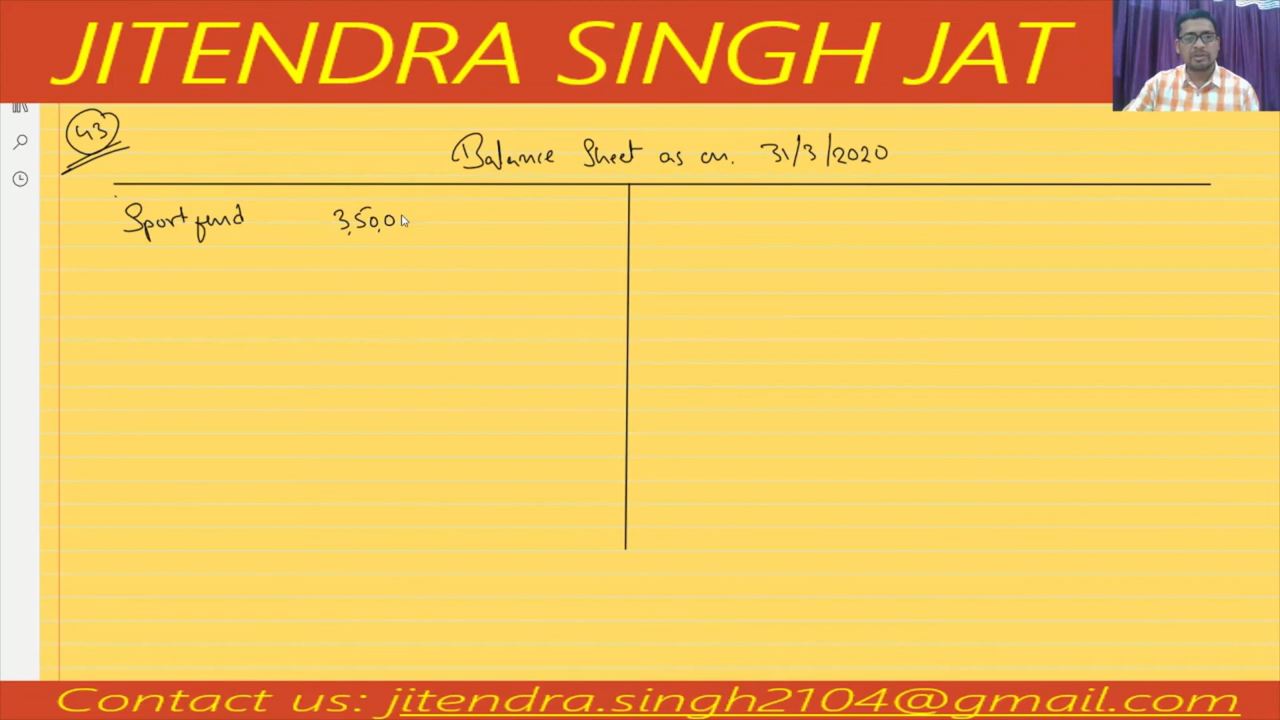 JITENDRA SINGH JAT
43
Balance Sheet as on. 31/3/2020
Sport fund 3,50,00
Contact us: jitendra.singh2104@gmail.com